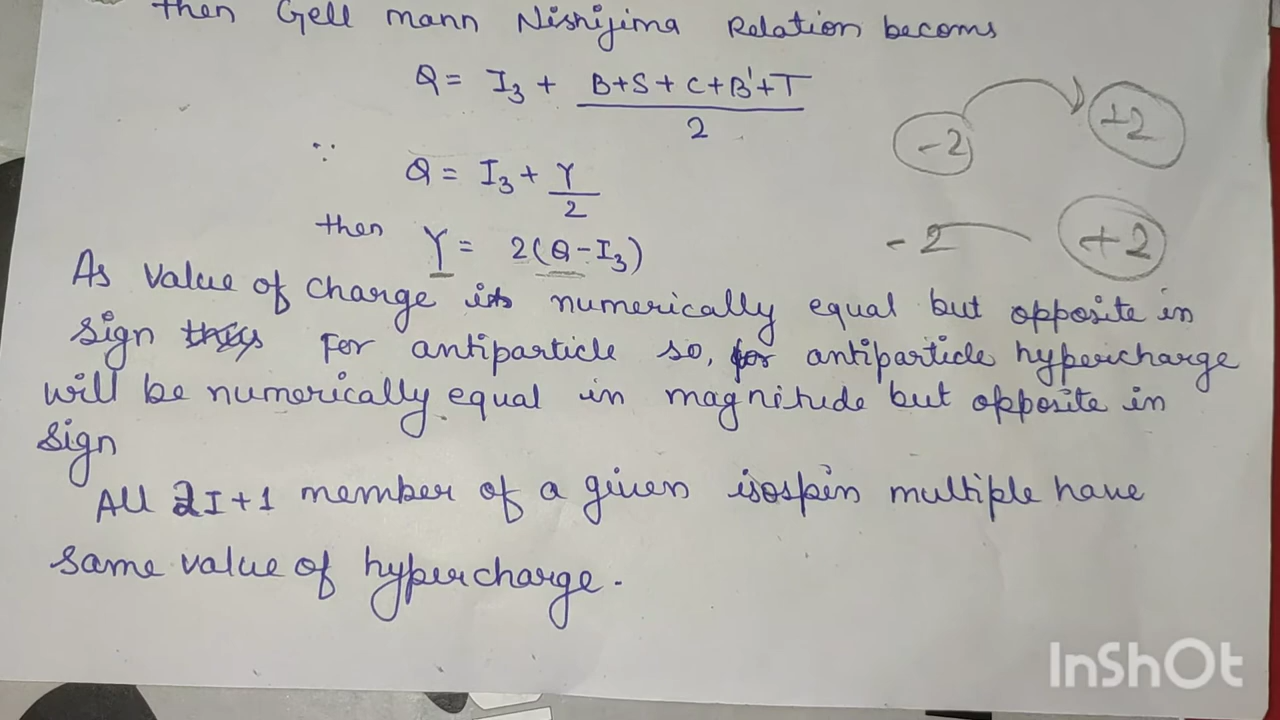 then Gell mann Nishijima Relation becoms
Q = I₃ + B+S+C+B'+T / 2
-2 +2
∵ Q = I₃ + Y / 2
then Y = 2(Q-I₃)
-2 +2
As value of charge is numerically equal but opposite in
sign For antiparticle so, for antiparticle hypercharge
will be numerically equal in magnitude but opposite in
sign
All 2I+1 member of a given isospin multiple have
same value of hypercharge.
InShOt